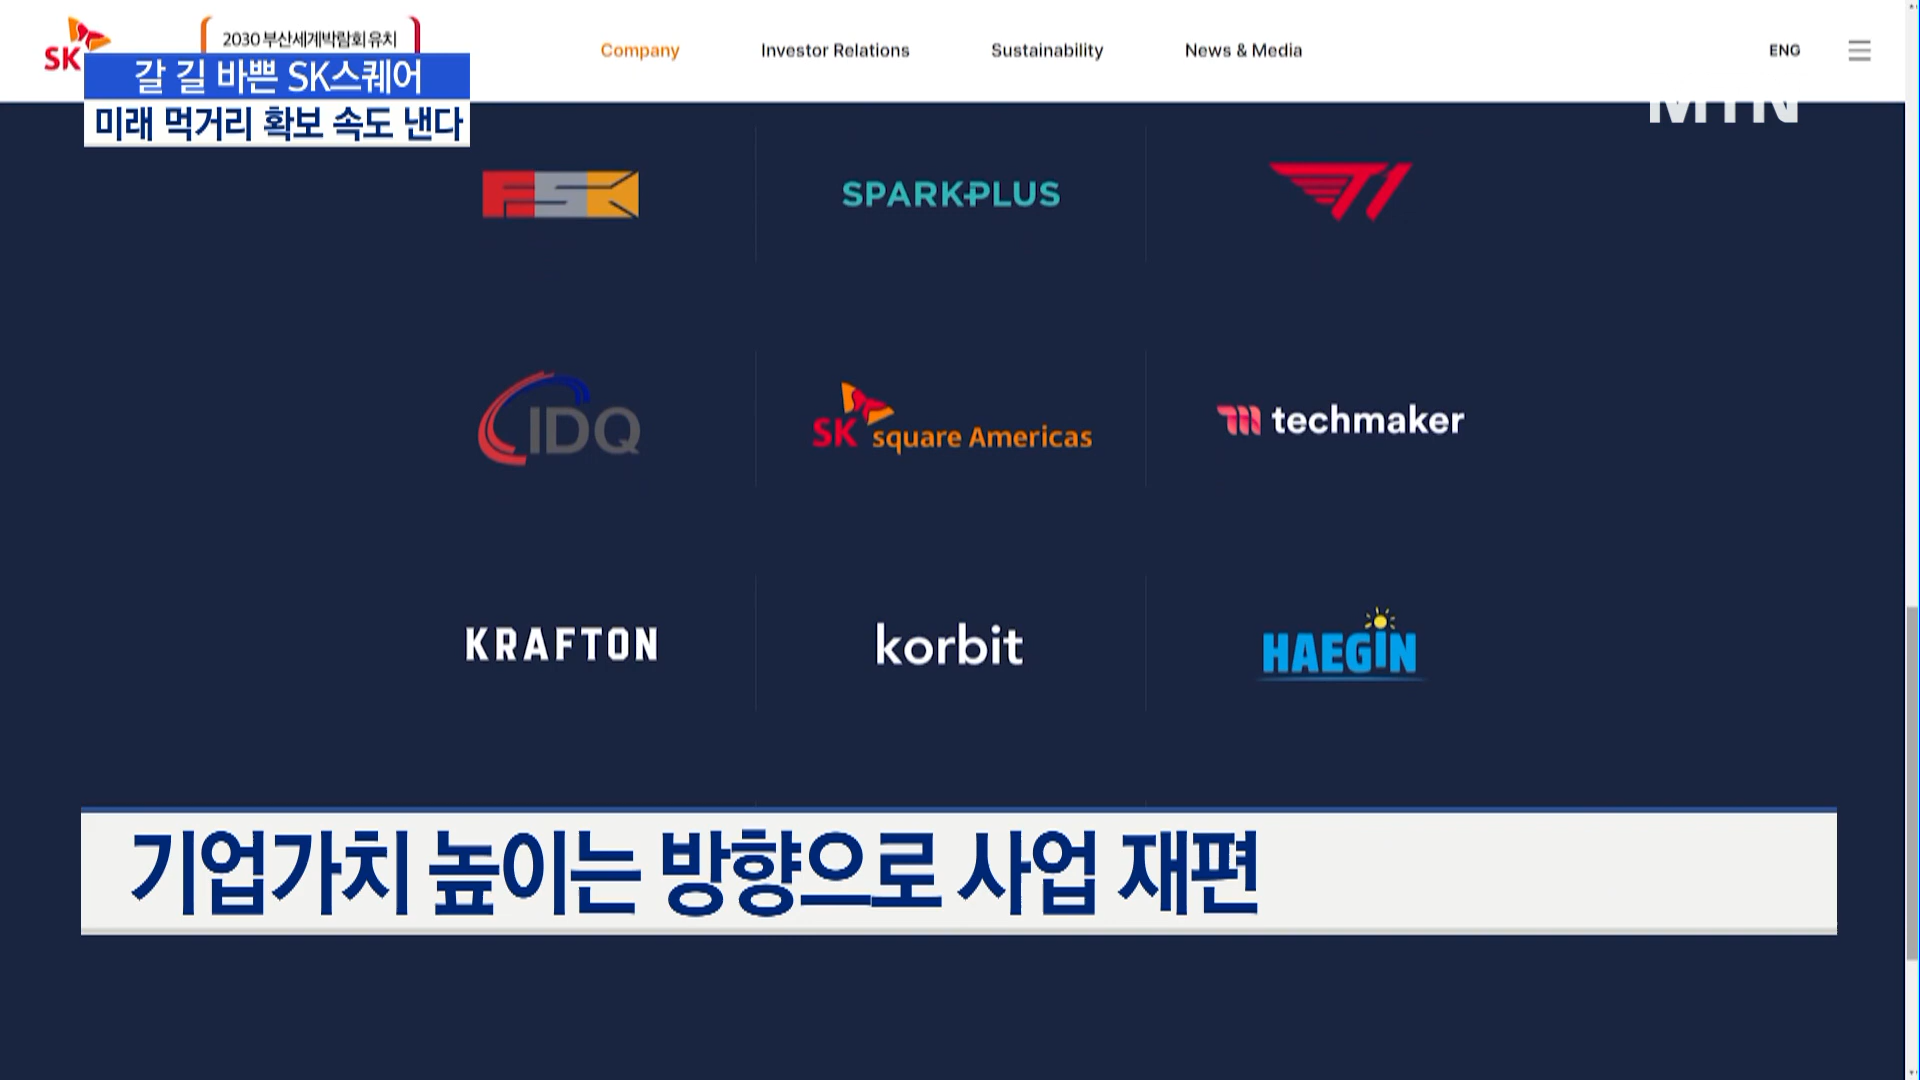 SK
2030 부산세계박람회 유치
Company
Investor Relations
Sustainability
News & Media
ENG
갈 길 바쁜 SK스퀘어
미래 먹거리 확보 속도 낸다
MTN
FSK
SPARKPLUS
T1
IDQ
SK square Americas
techmaker
KRAFTON
korbit
HAEGIN
기업가치 높이는 방향으로 사업 재편